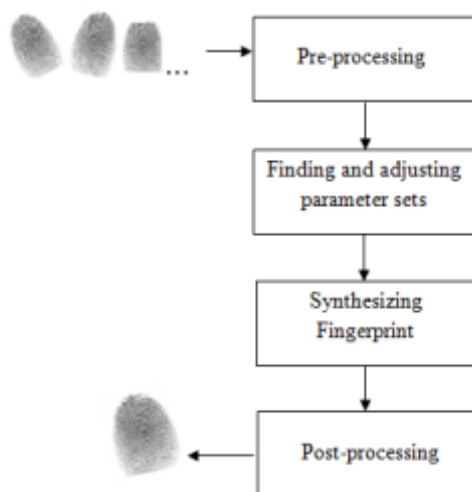 Pre-processing
Finding and adjusting
parameter sets
Synthesizing
Fingerprint
Post-processing